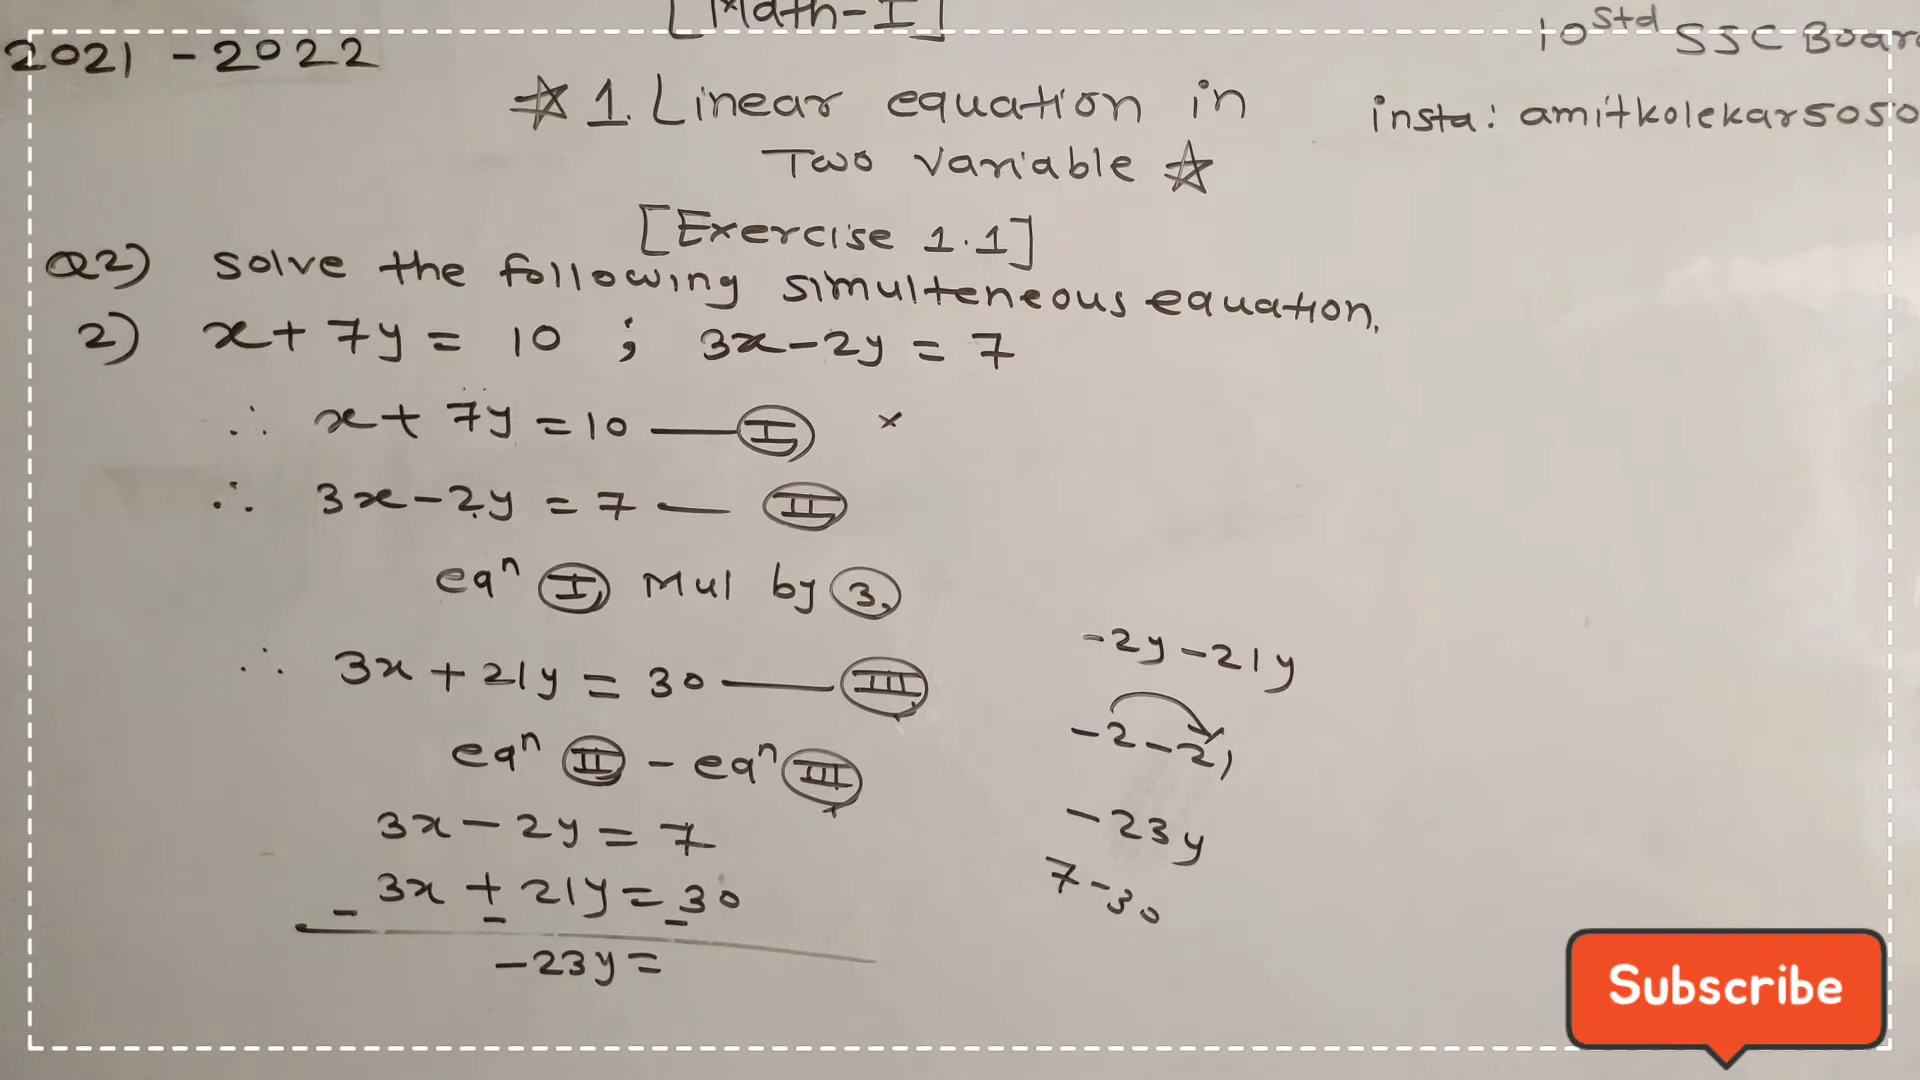 [Math-I]
2021 - 2022
10 std SSC Boar
☆ 1. Linear equation in
Two variable ☆
insta: amitkolekar5050
[Exercise 1.1]
Q2) solve the following simulteneous equation.
2) x + 7y = 10 ; 3x - 2y = 7
∴ x + 7y = 10 — I ×
∴ 3x - 2y = 7 — II
eqⁿ I Mul by 3.
∴ 3x + 21y = 30 — III
eqⁿ II - eqⁿ III
3x - 2y = 7
3x + 21y = 30
- - -
-23y =
-2y - 21y
-2 - 21
-23y
7 - 30
Subscribe